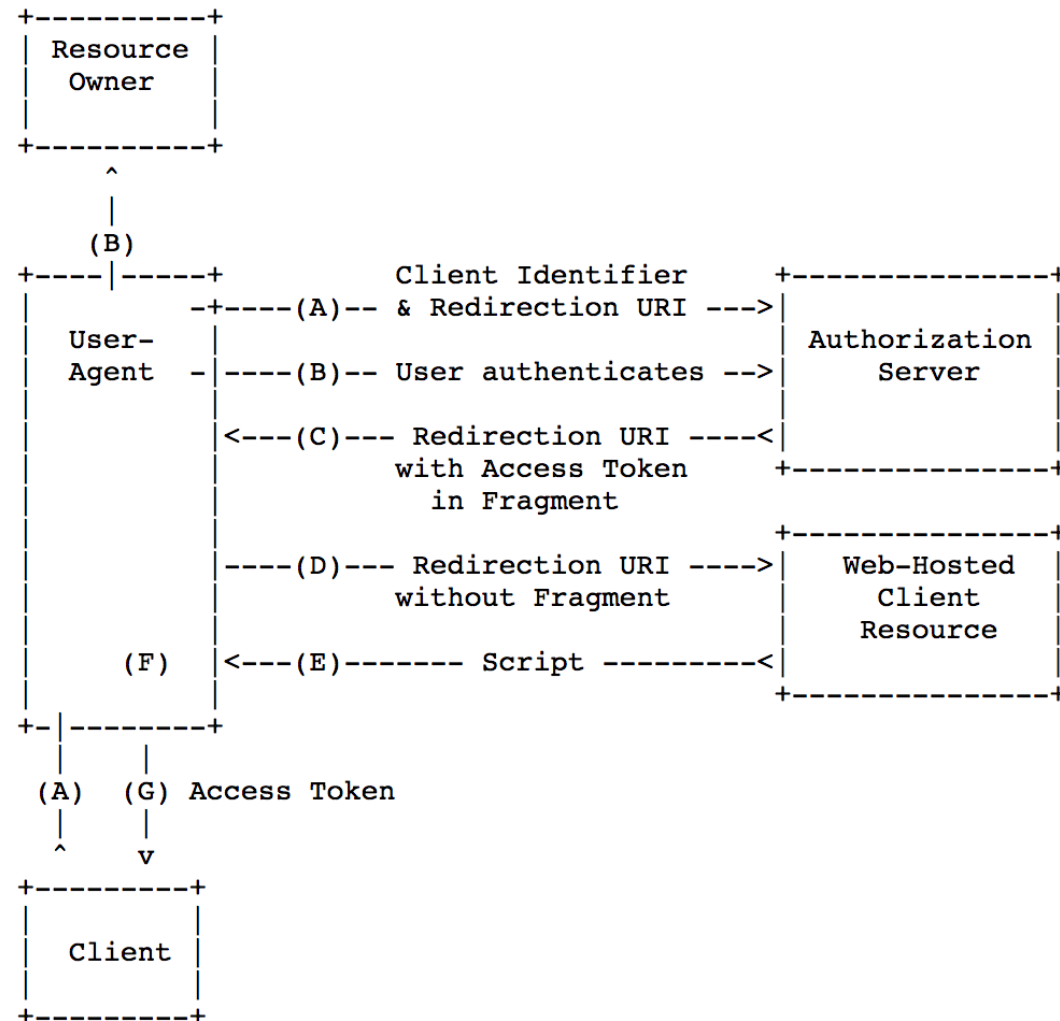 +----------+
| Resource |
|  Owner   |
|          |
+----------+
     ^
     |
    (B)
+----|-----+          Client Identifier     +---------------+
|         -+----(A)-- & Redirection URI --->|               |
|  User-   |                                | Authorization |
|  Agent  -|----(B)-- User authenticates -->|     Server    |
|          |                                |               |
|          |<---(C)--- Redirection URI ----<|               |
|          |          with Access Token     +---------------+
|          |            in Fragment
|          |                                +---------------+
|          |----(D)--- Redirection URI ---->|   Web-Hosted  |
|          |          without Fragment      |     Client    |
|          |                                |    Resource   |
|     (F)  |<---(E)------- Script ---------<|               |
|          |                                +---------------+
+-|--------+
  |    |
 (A)  (G) Access Token
  |    |
  ^    v
+---------+
|         |
|  Client |
|         |
+---------+